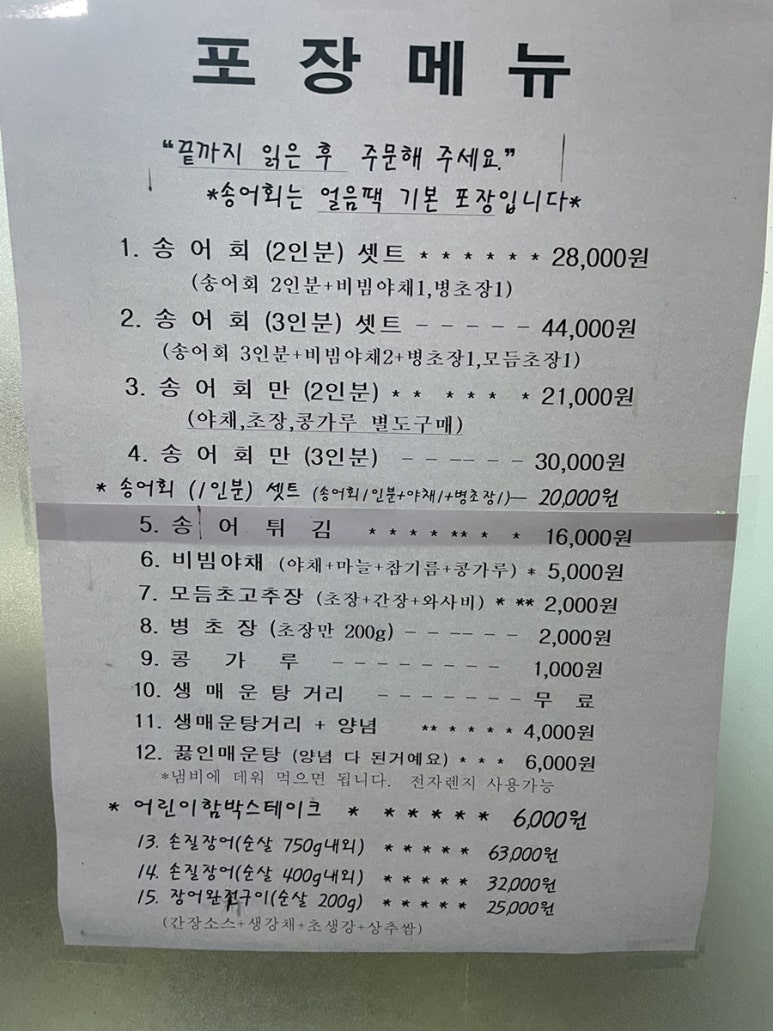 포장메뉴
"끝까지 읽은 후 주문해 주세요."
*송어회는 얼음팩 기본 포장입니다*
1. 송 어 회 (2인분) 셋트 * * * * * * 28,000원
(송어회 2인분+비빔야채1,병초장1)
2. 송 어 회 (3인분) 셋트 - - - - - 44,000원
(송어회 3인분+비빔야채2+병초장1,모듬초장1)
3. 송 어 회 만 (2인분) * * * * * * 21,000원
(야채,초장,콩가루 별도구매)
4. 송 어 회 만 (3인분) - - -- - - 30,000원
* 송어회 (1인분) 셋트 (송어회1인분+야채1+병초장1)— 20,000원
5. 송 어 튀 김 * * * * ** * * 16,000원
6. 비빔야채 (야채+마늘+참기름+콩가루) * 5,000원
7. 모듬초고추장 (초장+간장+와사비) * ** 2,000원
8. 병 초 장 (초장만 200g) - - -- - - 2,000원
9. 콩 가 루 - - - - - - - - 1,000원
10. 생 매 운 탕 거 리 - - - - - - - 무 료
11. 생매운탕거리 + 양념 ** * * * * 4,000원
12. 끓인매운탕 (양념 다 된거예요) * * * 6,000원
*냄비에 데워 먹으면 됩니다. 전자렌지 사용가능
* 어린이함박스테이크 * * * * * * 6,000원
13. 손질장어(순살 750g내외) * * * * * 63,000원
14. 손질장어(순살 400g내외) * * * * * 32,000원
15. 장어완전구이(순살 200g) * * * * * 25,000원
(간장소스+생강채+초생강+상추쌈)